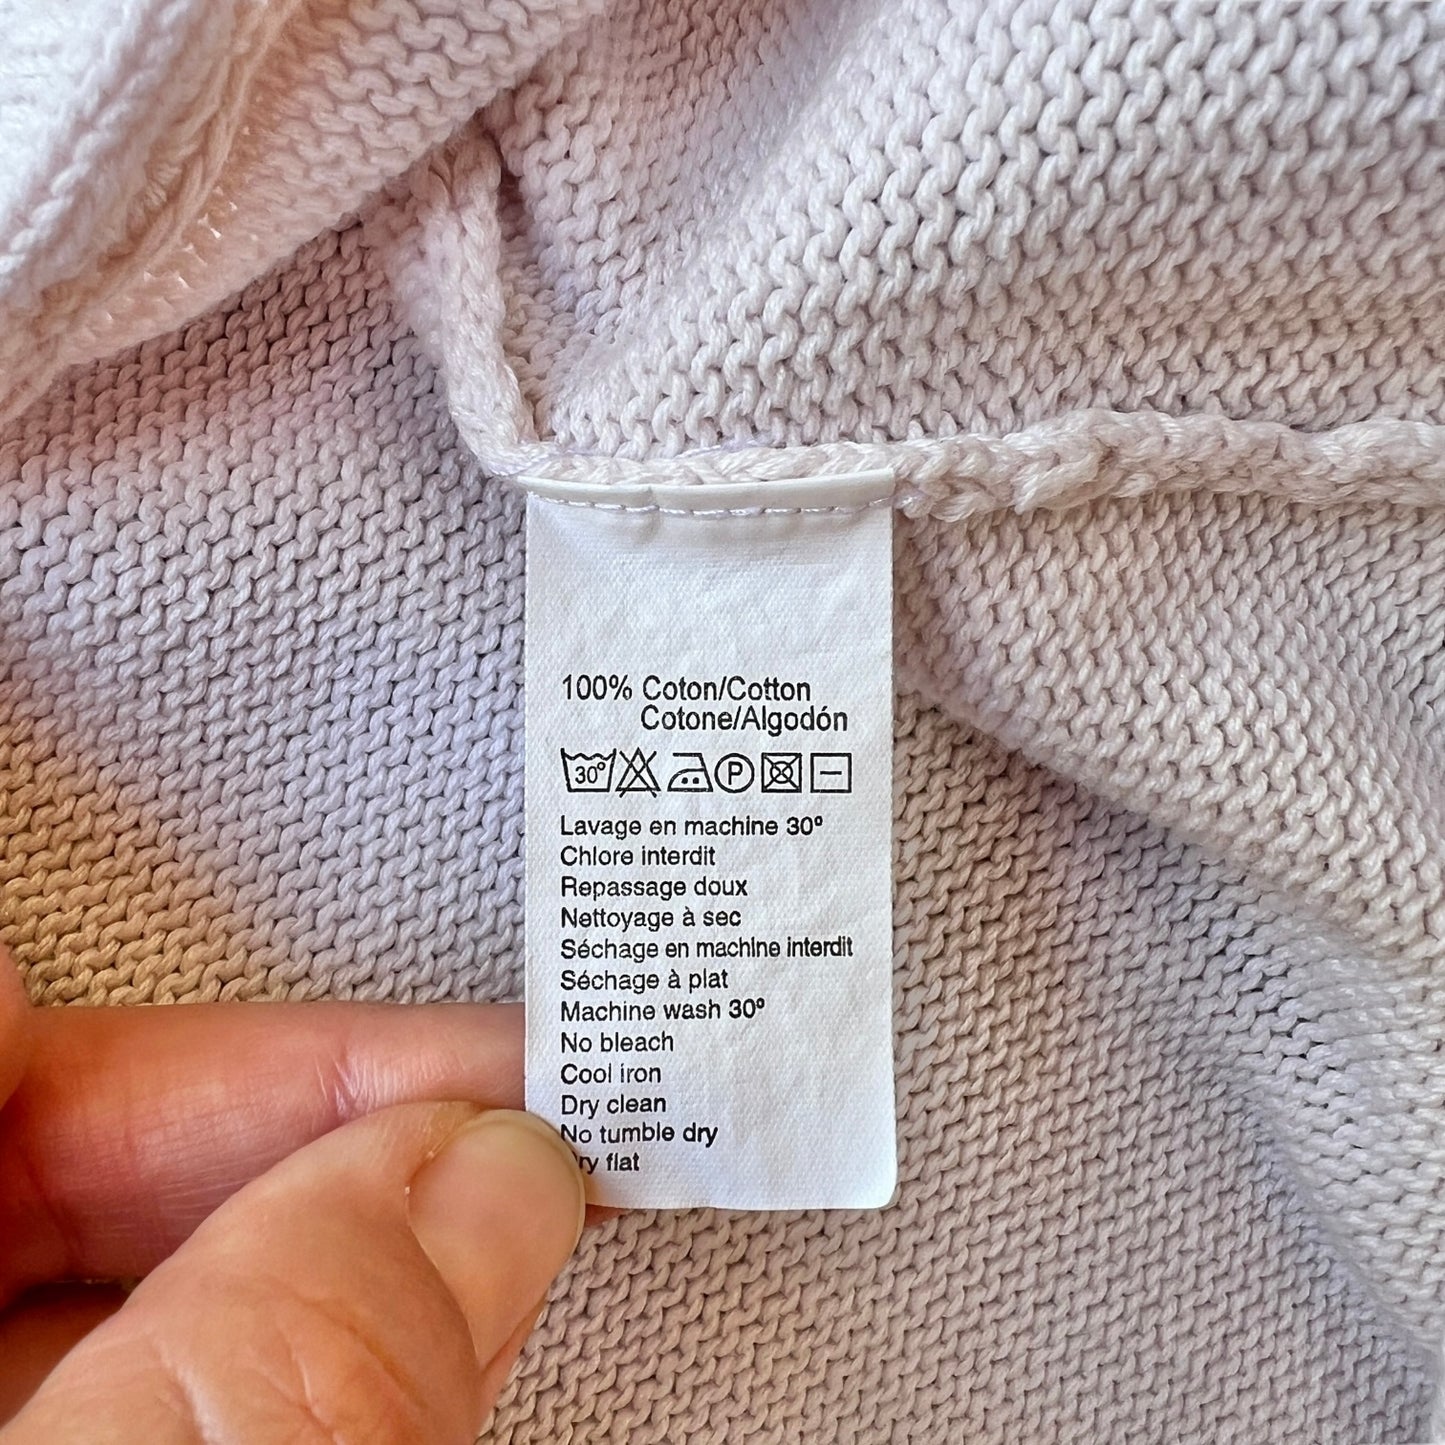 100% Coton/Cotton
Cotone/Algodón
30º P
Lavage en machine 30º
Chlore interdit
Repassage doux
Nettoyage à sec
Séchage en machine interdit
Séchage à plat
Machine wash 30º
No bleach
Cool iron
Dry clean
No tumble dry
ry flat